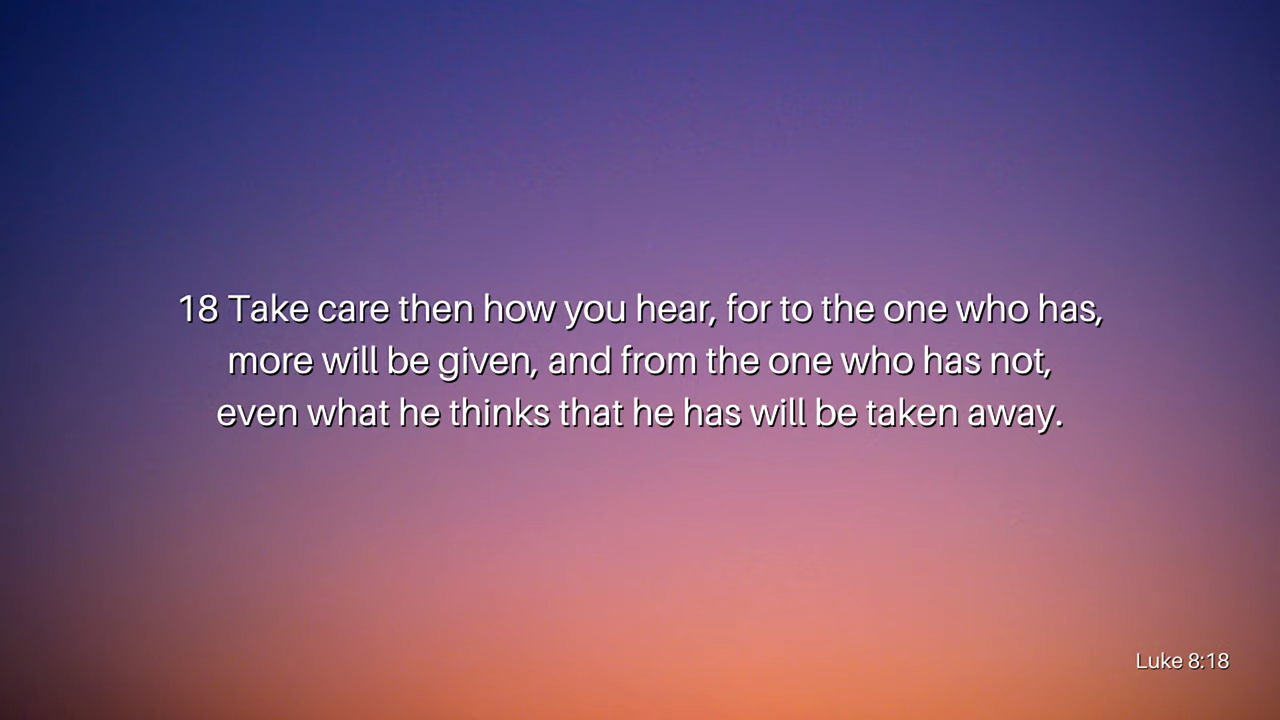 18 Take care then how you hear, for to the one who has,
more will be given, and from the one who has not,
even what he thinks that he has will be taken away.
Luke 8:18